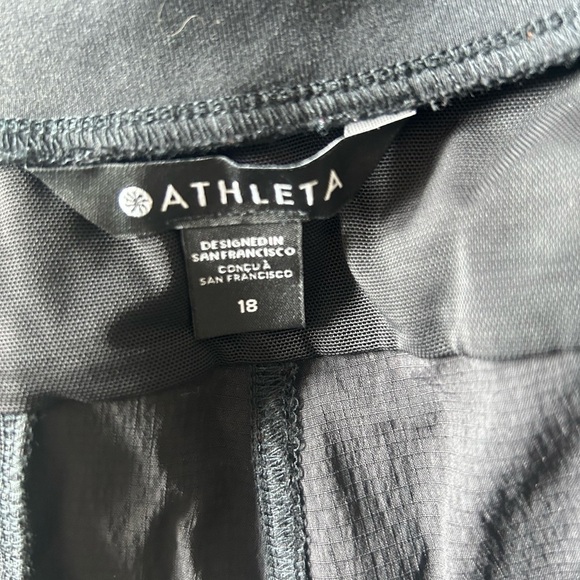 ATHLETA
DESIGNED IN
SAN FRANCISCO
CONÇU À
SAN FRANCISCO
18